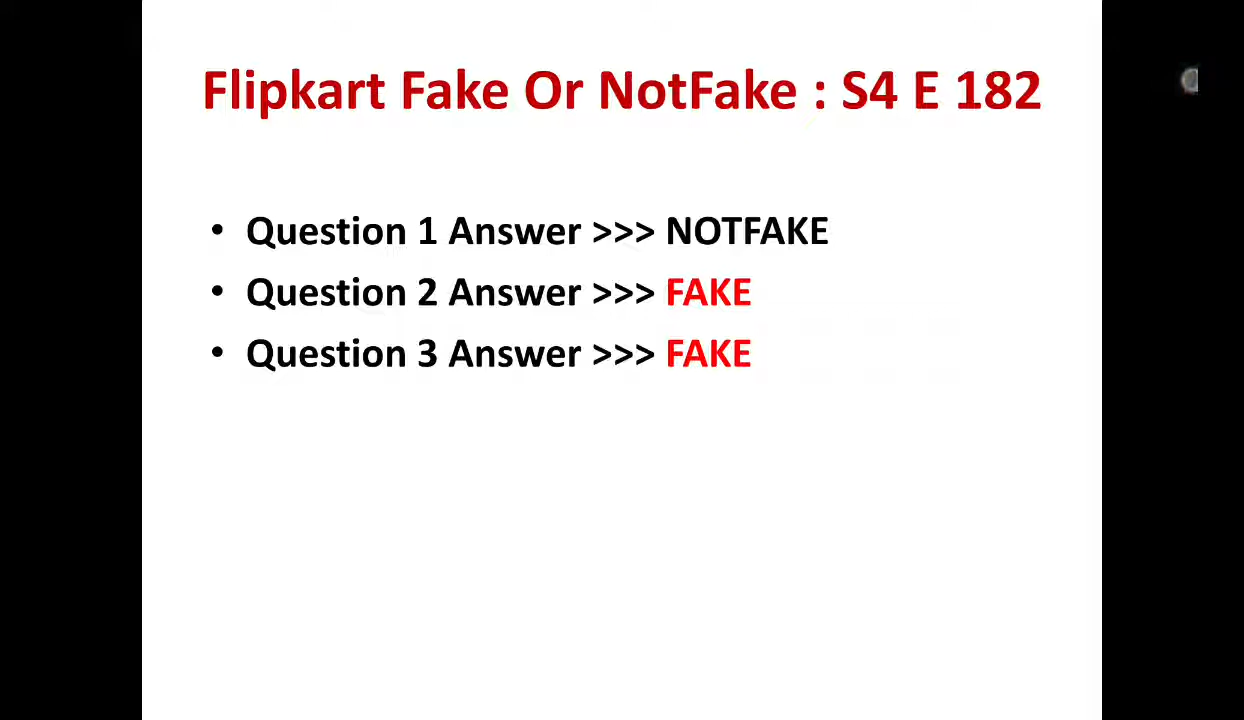 Flipkart Fake Or NotFake : S4 E 182
• Question 1 Answer >>> NOTFAKE
• Question 2 Answer >>> FAKE
• Question 3 Answer >>> FAKE